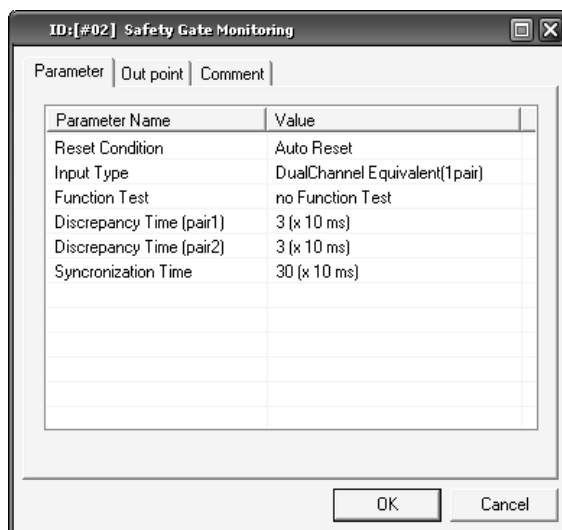 ID:[#02] Safety Gate Monitoring
Parameter Out point Comment
Parameter Name Value
Reset Condition Auto Reset
Input Type DualChannel Equivalent(1pair)
Function Test no Function Test
Discrepancy Time (pair1) 3 (x 10 ms)
Discrepancy Time (pair2) 3 (x 10 ms)
Syncronization Time 30 (x 10 ms)
OK Cancel